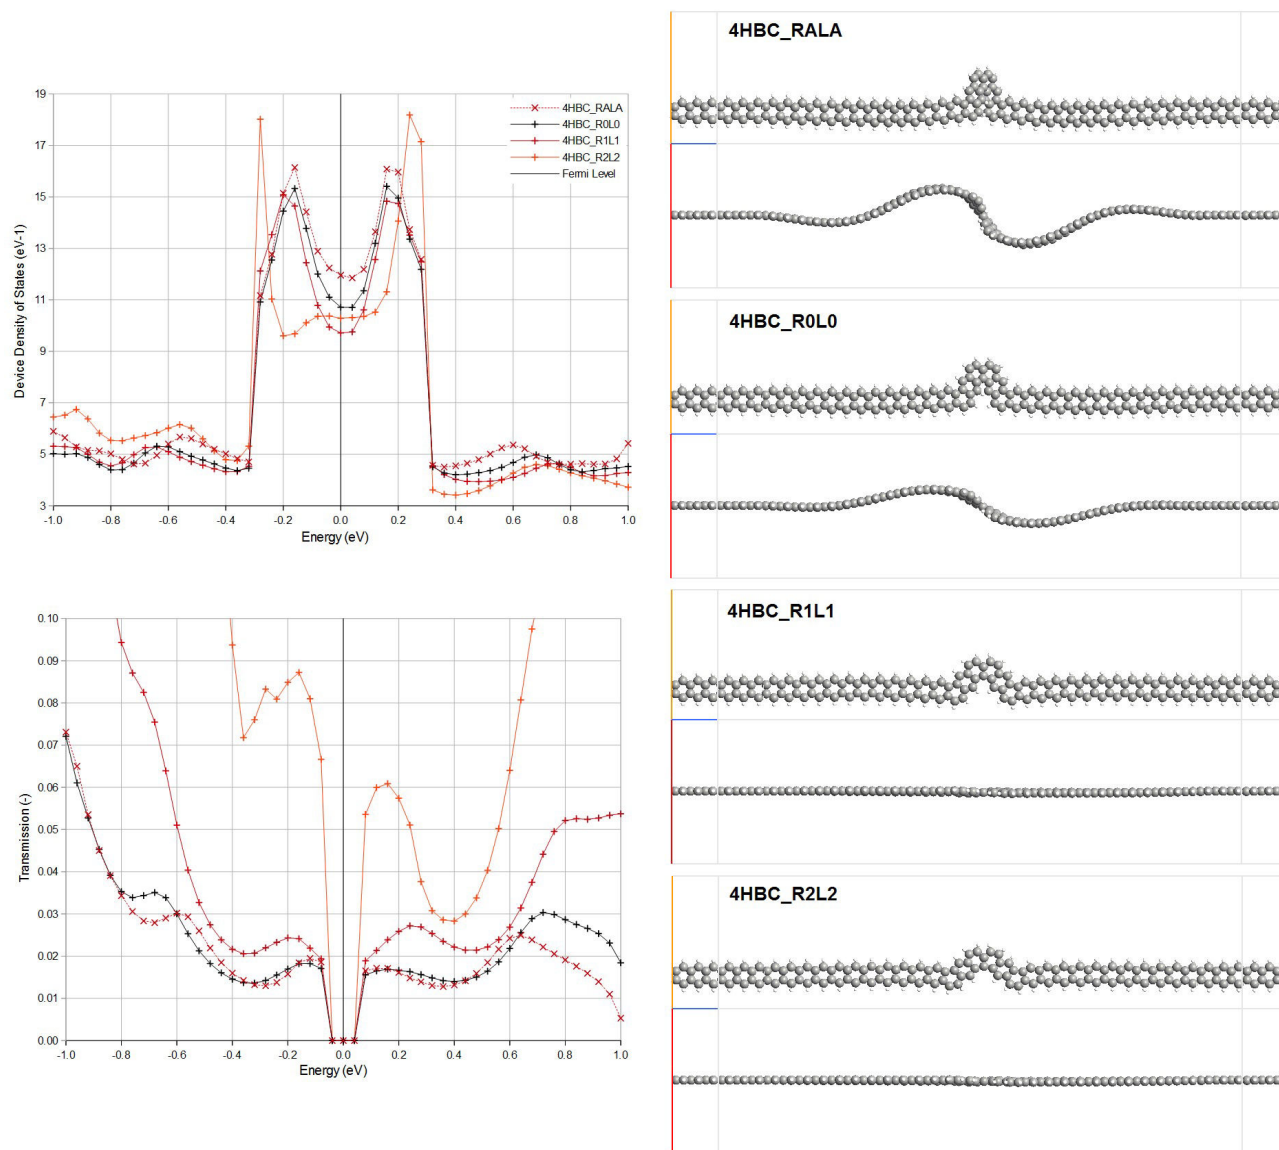 19
17
15
13
11
9
7
5
3
Device Density of States (eV-1)
4HBC_RALA
4HBC_R0L0
4HBC_R1L1
4HBC_R2L2
Fermi Level
-1.0 -0.8 -0.6 -0.4 -0.2 0.0 0.2 0.4 0.6 0.8 1.0
Energy (eV)
0.10
0.09
0.08
0.07
0.06
0.05
0.04
0.03
0.02
0.01
0.00
Transmission (-)
-1.0 -0.8 -0.6 -0.4 -0.2 0.0 0.2 0.4 0.6 0.8 1.0
Energy (eV)
4HBC_RALA
4HBC_R0L0
4HBC_R1L1
4HBC_R2L2